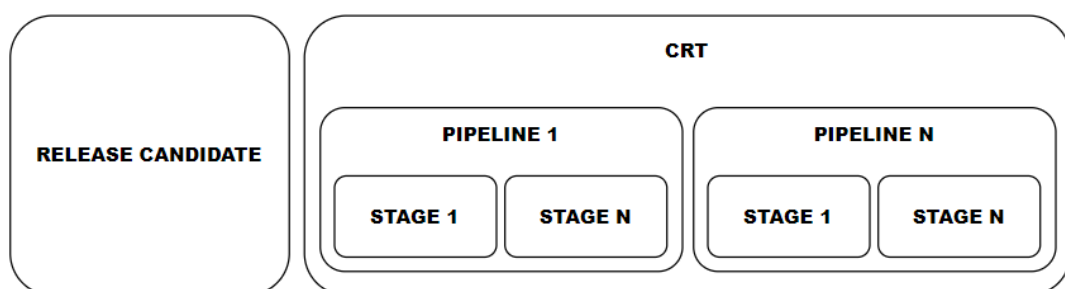 RELEASE CANDIDATE
CRT
PIPELINE 1
STAGE 1
STAGE N
PIPELINE N
STAGE 1
STAGE N